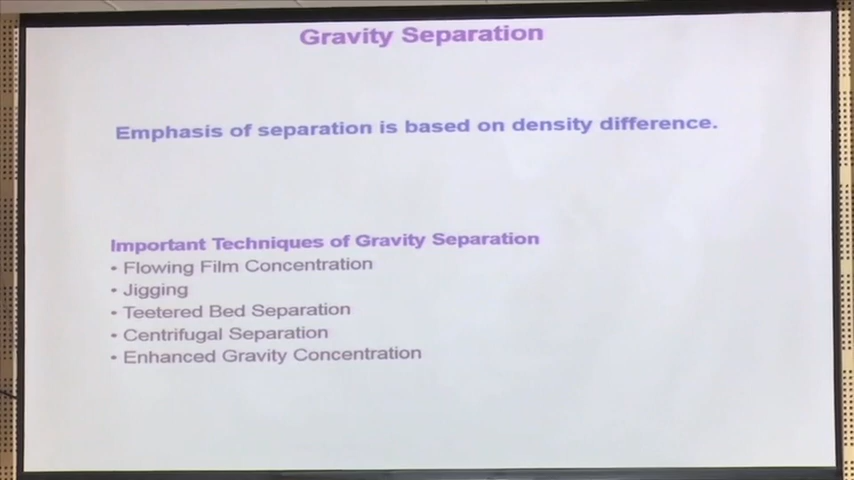 Gravity Separation
Emphasis of separation is based on density difference.
Important Techniques of Gravity Separation
• Flowing Film Concentration
• Jigging
• Teetered Bed Separation
• Centrifugal Separation
• Enhanced Gravity Concentration